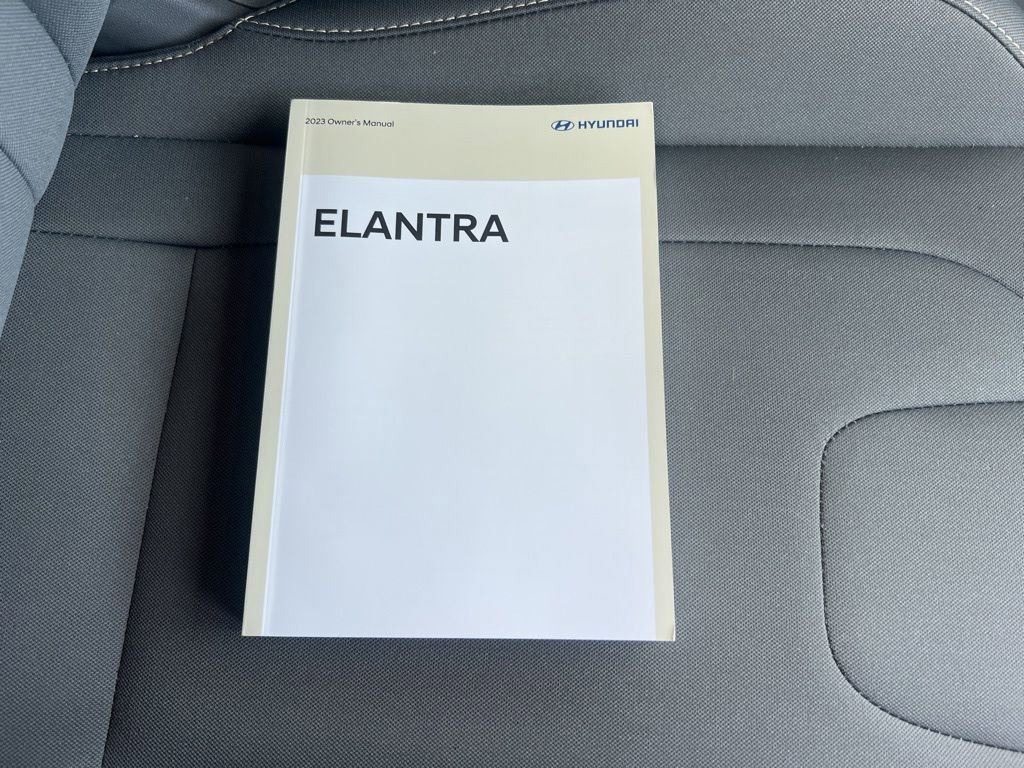 2023 Owner's Manual HYUNDAI
ELANTRA